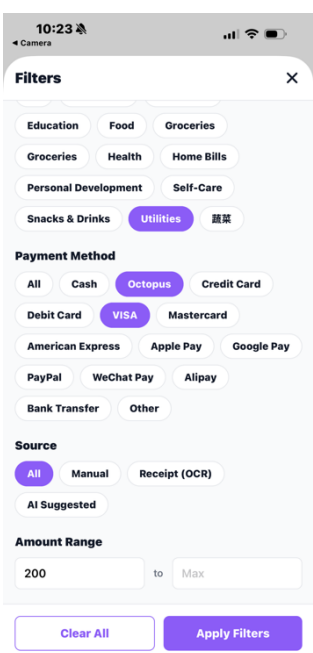 10:23
◀ Camera
Filters
Education Food Groceries
Groceries Health Home Bills
Personal Development Self-Care
Snacks & Drinks Utilities 蔬菜
Payment Method
All Cash Octopus Credit Card
Debit Card VISA Mastercard
American Express Apple Pay Google Pay
PayPal WeChat Pay Alipay
Bank Transfer Other
Source
All Manual Receipt (OCR)
AI Suggested
Amount Range
200 to Max
Clear All Apply Filters